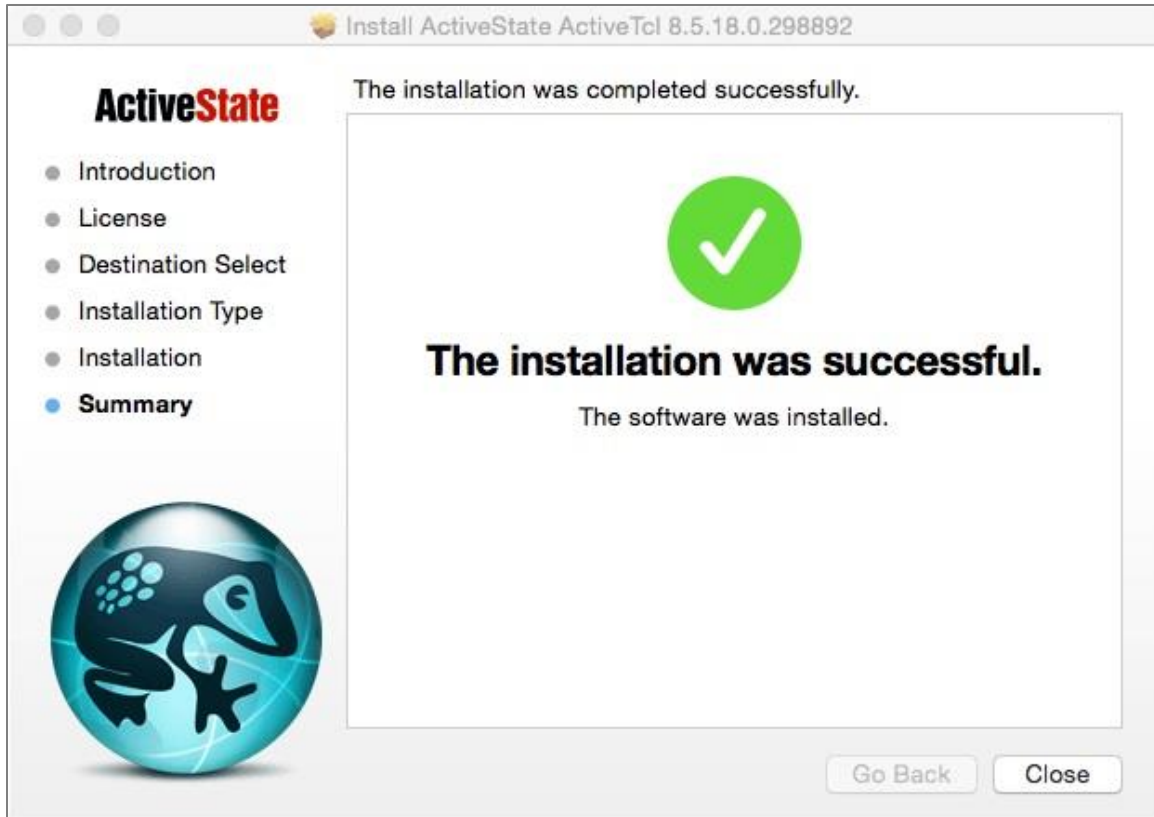 Install ActiveState ActiveTcl 8.5.18.0.298892
ActiveState
The installation was completed successfully.
Introduction
License
Destination Select
Installation Type
Installation
Summary
The installation was successful.
The software was installed.
Go Back
Close